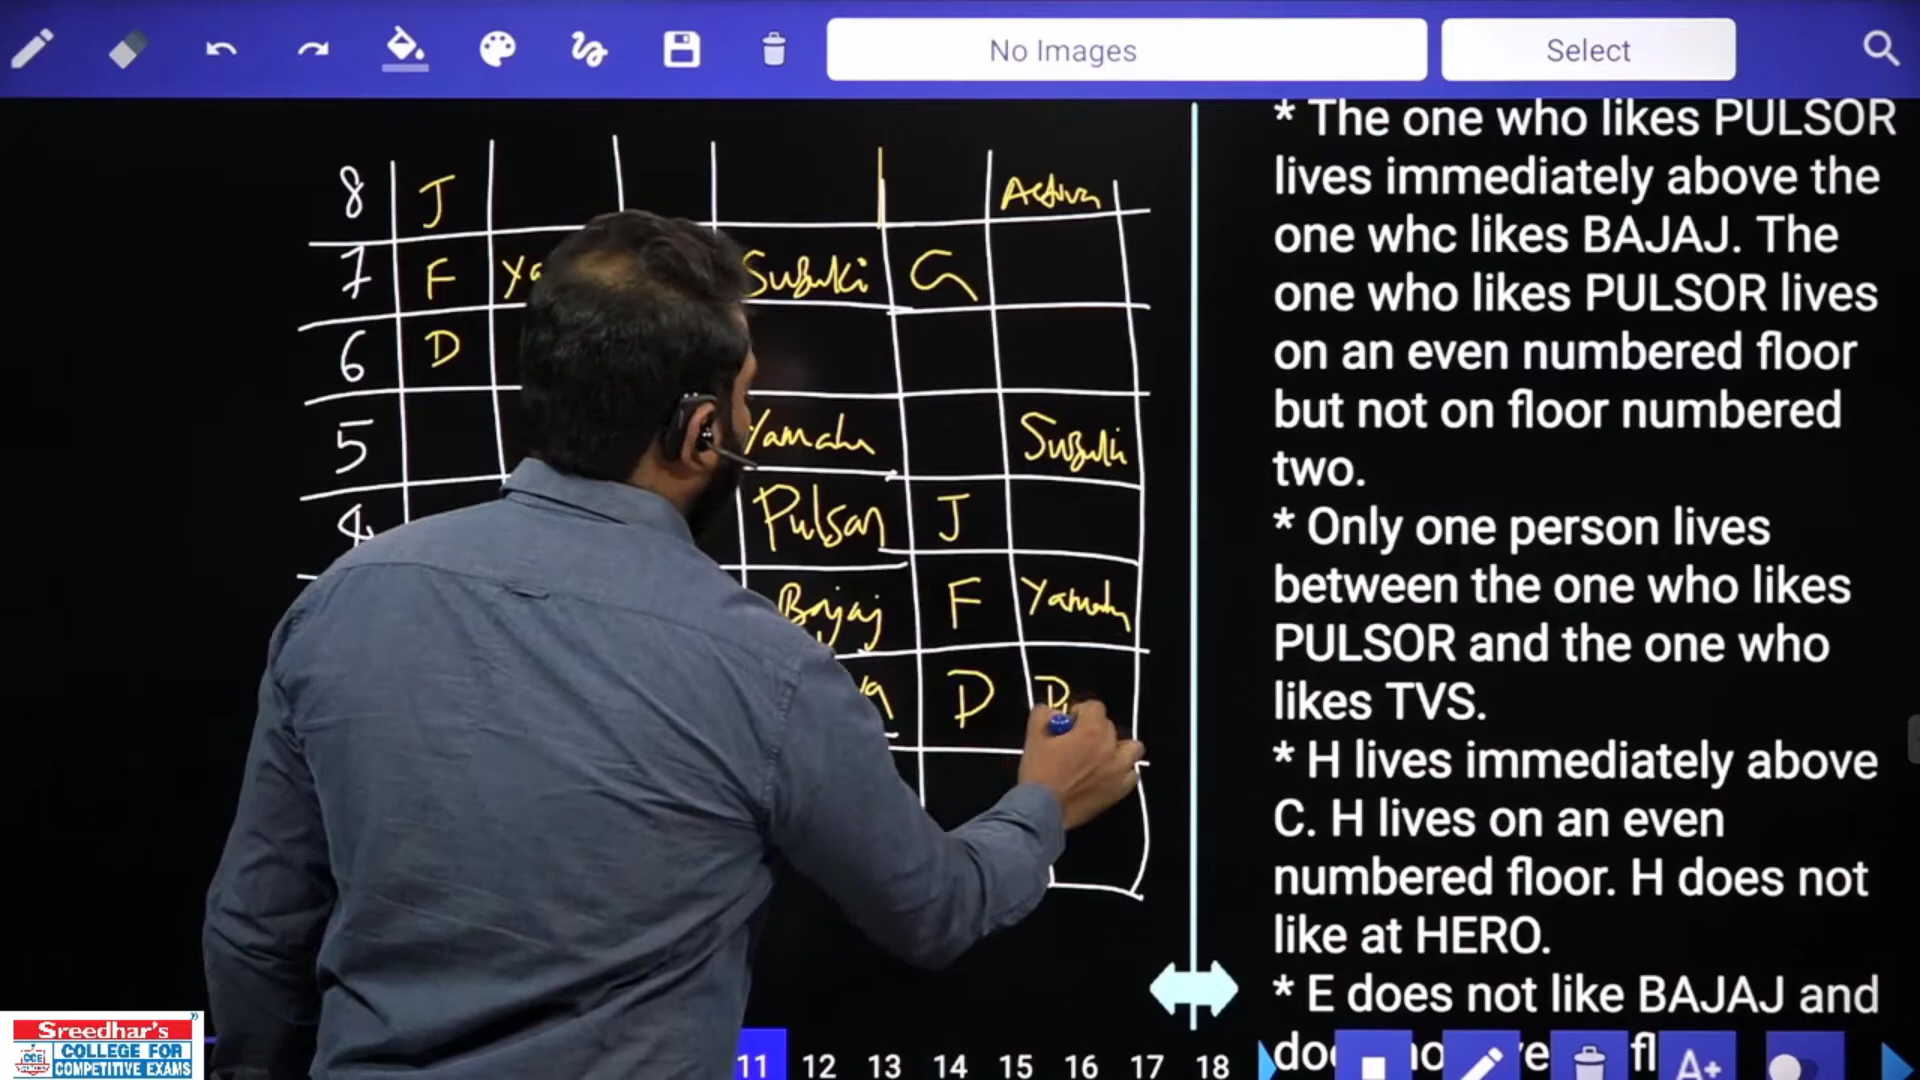 No Images
Select
8 J Activa
7 F Suzuki G
6 D
5 Yamaha Suzuki
4 Pulsar J
Bajaj F Yamaha
D
* The one who likes PULSOR
lives immediately above the
one whc likes BAJAJ. The
one who likes PULSOR lives
on an even numbered floor
but not on floor numbered
two.
* Only one person lives
between the one who likes
PULSOR and the one who
likes TVS.
* H lives immediately above
C. H lives on an even
numbered floor. H does not
like at HERO.
* E does not like BAJAJ and
Sreedhar's
CCE
COLLEGE FOR
COMPETITIVE EXAMS
11 12 13 14 15 16 17 18
A+